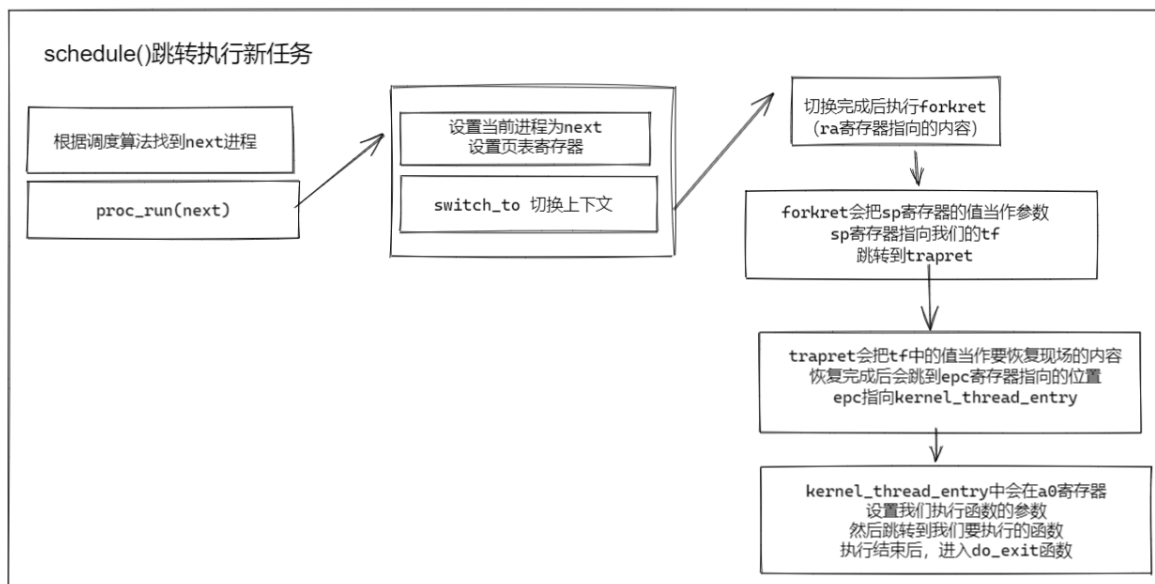 schedule()跳转执行新任务
根据调度算法找到next进程
proc_run(next)
设置当前进程为next
设置页表寄存器
switch_to 切换上下文
切换完成后执行forkret
(ra寄存器指向的内容)
forkret会把sp寄存器的值当作参数
sp寄存器指向我们的tf
跳转到trapret
trapret会把tf中的值当作要恢复现场的内容
恢复完成后会跳到epc寄存器指向的位置
epc指向kernel_thread_entry
kernel_thread_entry中会在a0寄存器
设置我们执行函数的参数
然后跳转到我们要执行的函数
执行结束后，进入do_exit函数